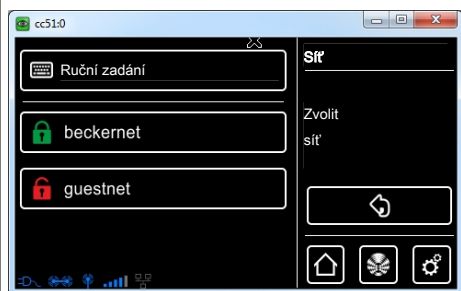 cc51:0
Ruční zadání
beckernet
guestnet
Síť
Zvolit
síť